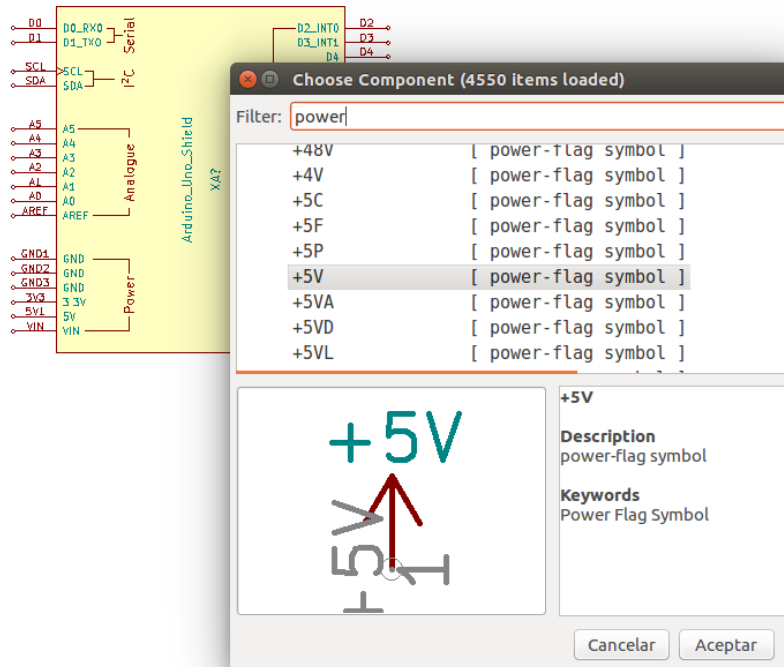 D0 D0_RX0 Serial D2_INT0 D2
D1 D1_TX0 D3_INT1 D3
D4 D4
SCL SCL I²C
SDA SDA
Choose Component (4550 items loaded)
Filter: power
A5 A5 Analogue
A4 A4
A3 A3
A2 A2
A1 A1
A0 A0
AREF AREF
Arduino_Uno_Shield
XA?
GND1 GND Power
GND2 GND
GND3 GND
3V3 3.3V
5V1 5V
VIN VIN
+48V [ power-flag symbol ]
+4V [ power-flag symbol ]
+5C [ power-flag symbol ]
+5F [ power-flag symbol ]
+5P [ power-flag symbol ]
+5V [ power-flag symbol ]
+5VA [ power-flag symbol ]
+5VD [ power-flag symbol ]
+5VL [ power-flag symbol ]
+5V
+5V
1
+5V
Description
power-flag symbol
Keywords
Power Flag Symbol
Cancelar Aceptar